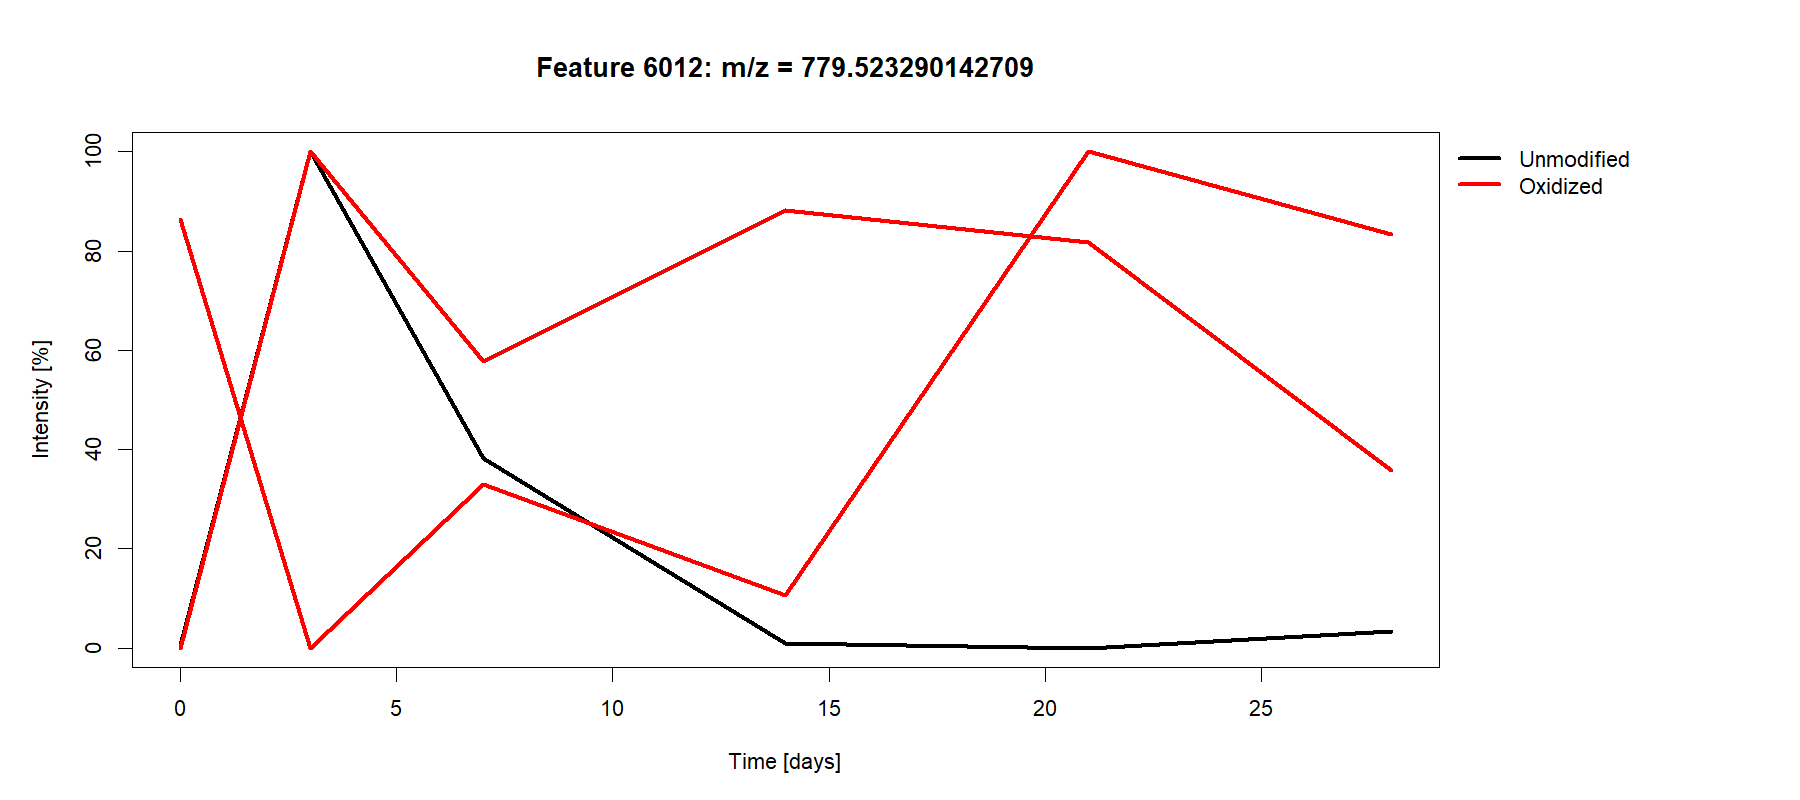 Feature 6012: m/z = 779.523290142709
Unmodified
Oxidized
Intensity [%]
100
80
60
40
20
0
0 5 10 15 20 25
Time [days]